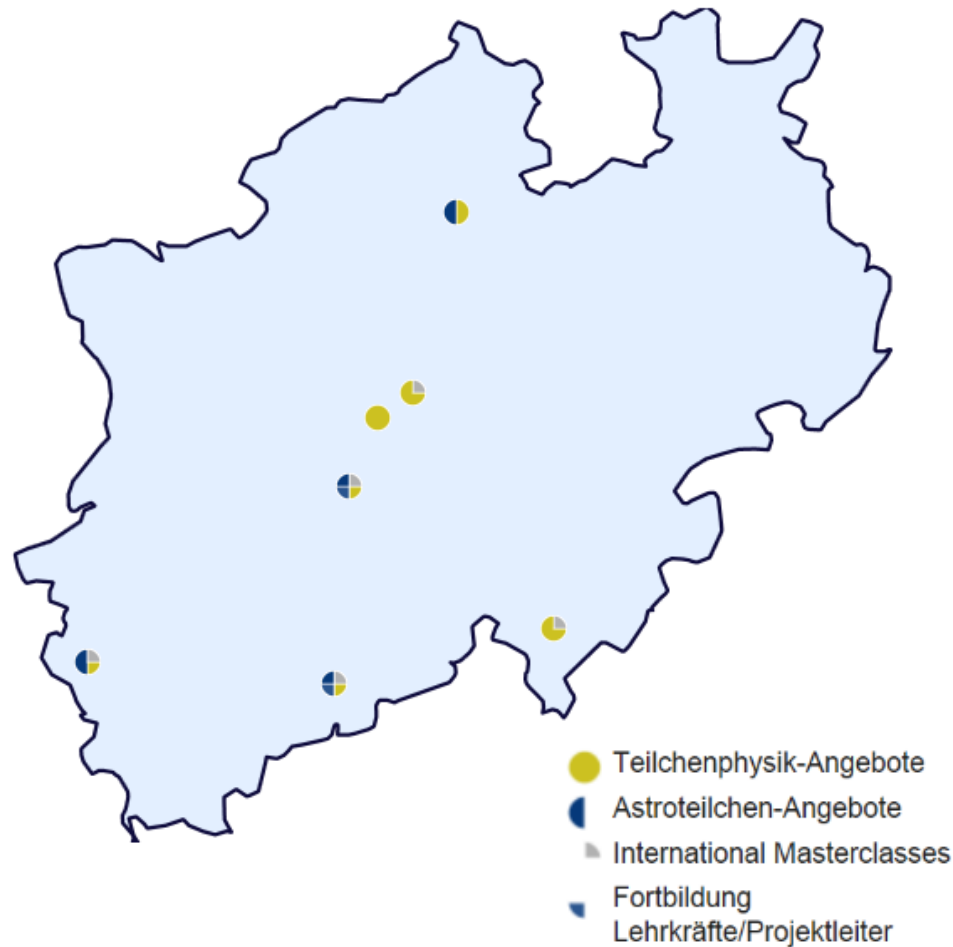 Teilchenphysik-Angebote
Astroteilchen-Angebote
International Masterclasses
Fortbildung
Lehrkräfte/Projektleiter